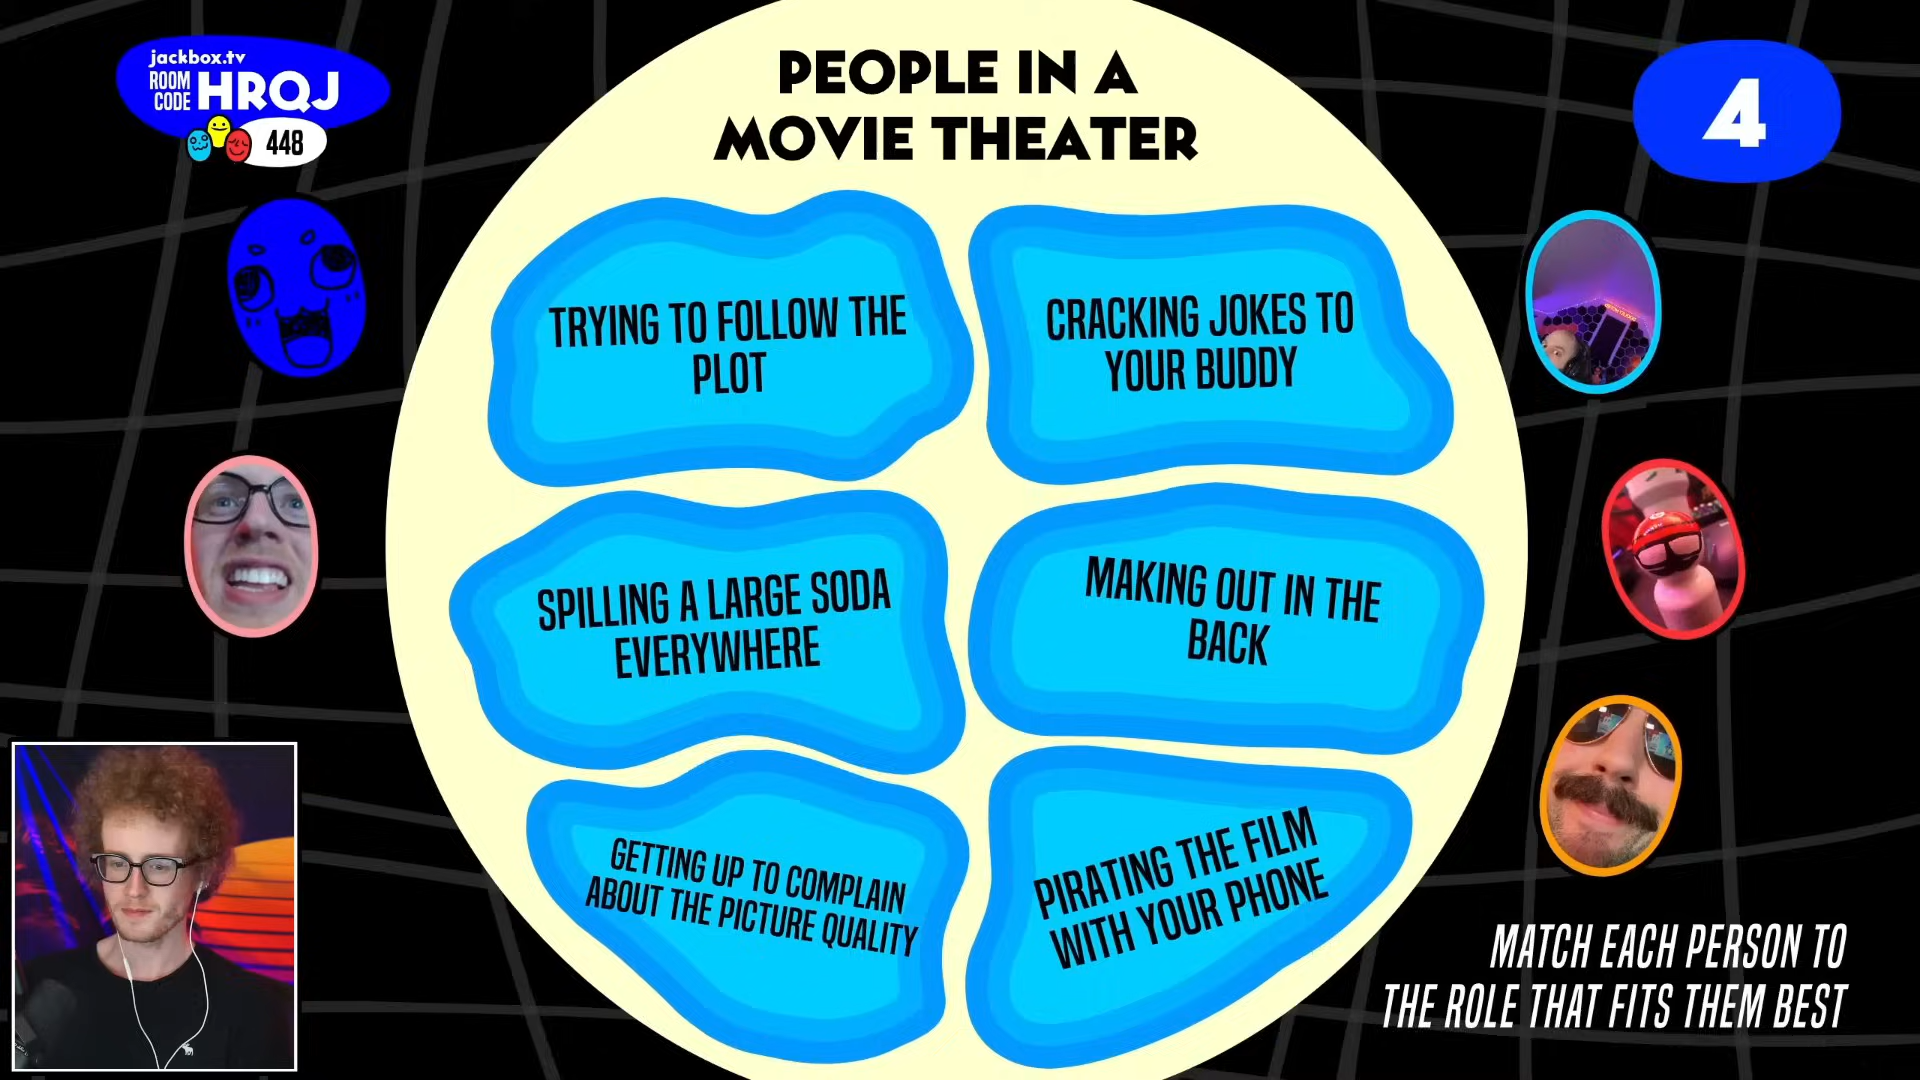 jackbox.tv
ROOM
CODE
HRQJ
448
PEOPLE IN A
MOVIE THEATER
4
TRYING TO FOLLOW THE
PLOT
CRACKING JOKES TO
YOUR BUDDY
SPILLING A LARGE SODA
EVERYWHERE
MAKING OUT IN THE
BACK
GETTING UP TO COMPLAIN
ABOUT THE PICTURE QUALITY
PIRATING THE FILM
WITH YOUR PHONE
MATCH EACH PERSON TO
THE ROLE THAT FITS THEM BEST